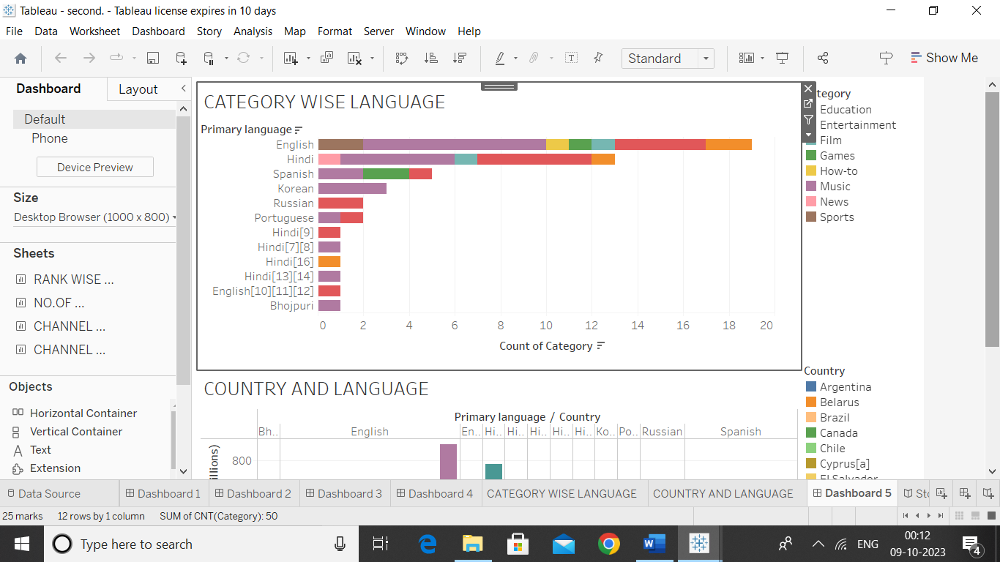 Tableau - second. - Tableau license expires in 10 days
File Data Worksheet Dashboard Story Analysis Map Format Server Window Help
Standard
Show Me
Dashboard
Layout
Default
Phone
Device Preview
Size
Desktop Browser (1000 x 800)
Sheets
RANK WISE ...
NO.OF ...
CHANNEL ...
CHANNEL ...
Objects
Horizontal Container
Vertical Container
Text
Extension
CATEGORY WISE LANGUAGE
Primary language
English
Hindi
Spanish
Korean
Russian
Portuguese
Hindi[9]
Hindi[7][8]
Hindi[16]
Hindi[13][14]
English[10][11][12]
Bhojpuri
0 2 4 6 8 10 12 14 16 18 20
Count of Category
tegory
Education
Entertainment
Film
Games
How-to
Music
News
Sports
COUNTRY AND LANGUAGE
Primary language / Country
Bh.. English En.. Hi.. Hi.. Hi.. Hi.. Hi.. Ko.. Po.. Russian Spanish
illions)
800
Country
Argentina
Belarus
Brazil
Canada
Chile
Cyprus[a]
El Salvador
Data Source Dashboard 1 Dashboard 2 Dashboard 3 Dashboard 4 CATEGORY WISE LANGUAGE COUNTRY AND LANGUAGE Dashboard 5 Sto
25 marks 12 rows by 1 column SUM of CNT(Category): 50
Type here to search
ENG
00:12
09-10-2023
4